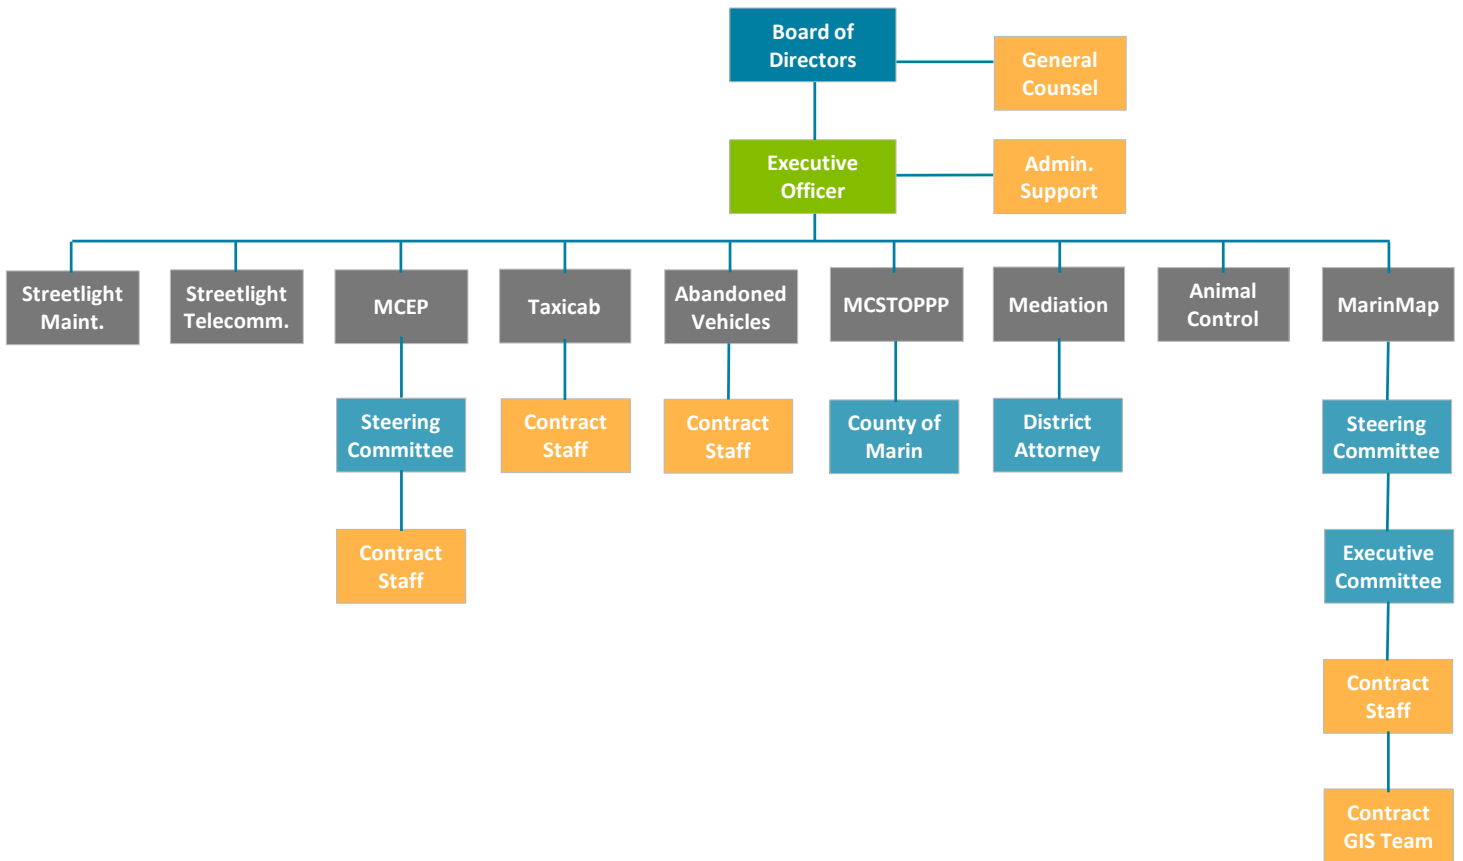 Board of
Directors
General
Counsel
Executive
Officer
Admin.
Support
Streetlight
Maint.
Streetlight
Telecomm.
MCEP
Taxicab
Abandoned
Vehicles
MCSTOPPP
Mediation
Animal
Control
MarinMap
Steering
Committee
Contract
Staff
Contract
Staff
County of
Marin
District
Attorney
Steering
Committee
Contract
Staff
Executive
Committee
Contract
Staff
Contract
GIS Team